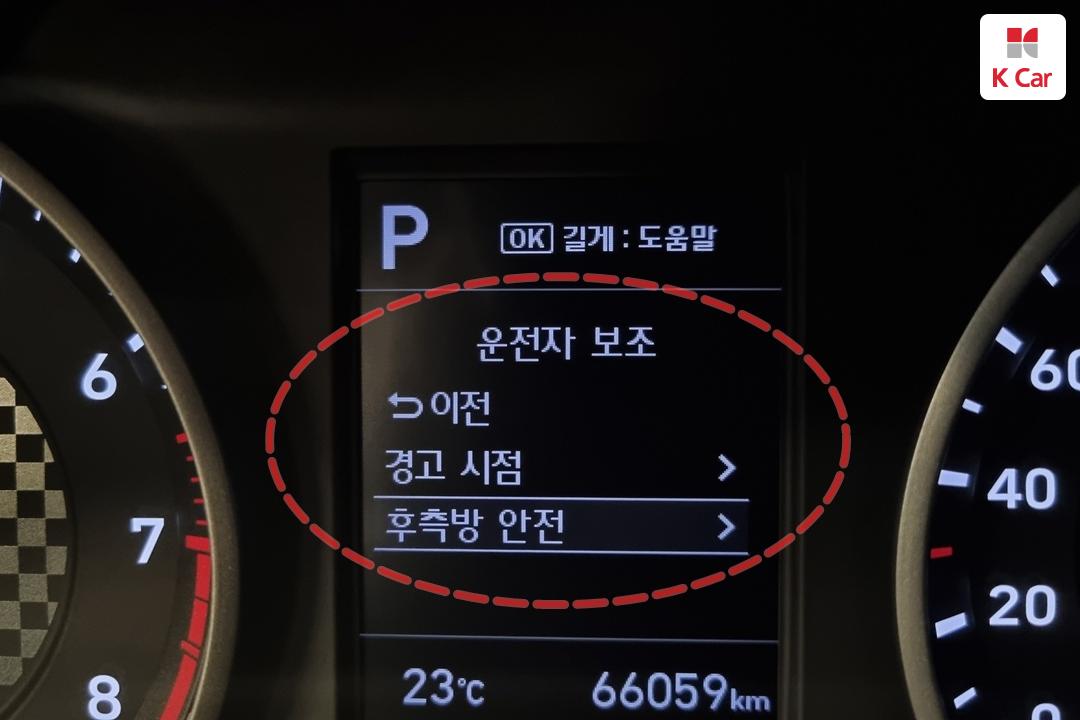 K Car
P
OK 길게 : 도움말
운전자 보조
이전
경고 시점
후측방 안전
23℃ 66059km
6
7
8
60
40
20